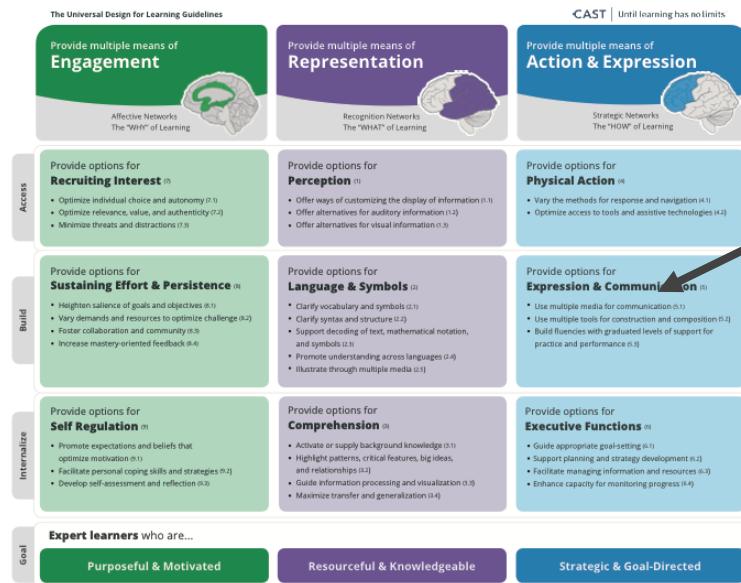 The Universal Design for Learning Guidelines
CAST | Until learning has no limits
Provide multiple means of
Engagement
Affective Networks
The "WHY" of Learning
Provide multiple means of
Representation
Recognition Networks
The "WHAT" of Learning
Provide multiple means of
Action & Expression
Strategic Networks
The "HOW" of Learning
Access
Provide options for
Recruiting Interest (7)
• Optimize individual choice and autonomy (7.1)
• Optimize relevance, value, and authenticity (7.2)
• Minimize threats and distractions (7.3)
Provide options for
Perception (1)
• Offer ways of customizing the display of information (1.1)
• Offer alternatives for auditory information (1.2)
• Offer alternatives for visual information (1.3)
Provide options for
Physical Action (4)
• Vary the methods for response and navigation (4.1)
• Optimize access to tools and assistive technologies (4.2)
Build
Provide options for
Sustaining Effort & Persistence (8)
• Heighten salience of goals and objectives (8.1)
• Vary demands and resources to optimize challenge (8.2)
• Foster collaboration and community (8.3)
• Increase mastery-oriented feedback (8.4)
Provide options for
Language & Symbols (2)
• Clarify vocabulary and symbols (2.1)
• Clarify syntax and structure (2.2)
• Support decoding of text, mathematical notation,
and symbols (2.3)
• Promote understanding across languages (2.4)
• Illustrate through multiple media (2.5)
Provide options for
Expression & Communication (5)
• Use multiple media for communication (5.1)
• Use multiple tools for construction and composition (5.2)
• Build fluencies with graduated levels of support for
practice and performance (5.3)
Internalize
Provide options for
Self Regulation (9)
• Promote expectations and beliefs that
optimize motivation (9.1)
• Facilitate personal coping skills and strategies (9.2)
• Develop self-assessment and reflection (9.3)
Provide options for
Comprehension (3)
• Activate or supply background knowledge (3.1)
• Highlight patterns, critical features, big ideas,
and relationships (3.2)
• Guide information processing and visualization (3.3)
• Maximize transfer and generalization (3.4)
Provide options for
Executive Functions (6)
• Guide appropriate goal-setting (6.1)
• Support planning and strategy development (6.2)
• Facilitate managing information and resources (6.3)
• Enhance capacity for monitoring progress (6.4)
Goal
Expert learners who are...
Purposeful & Motivated
Resourceful & Knowledgeable
Strategic & Goal-Directed